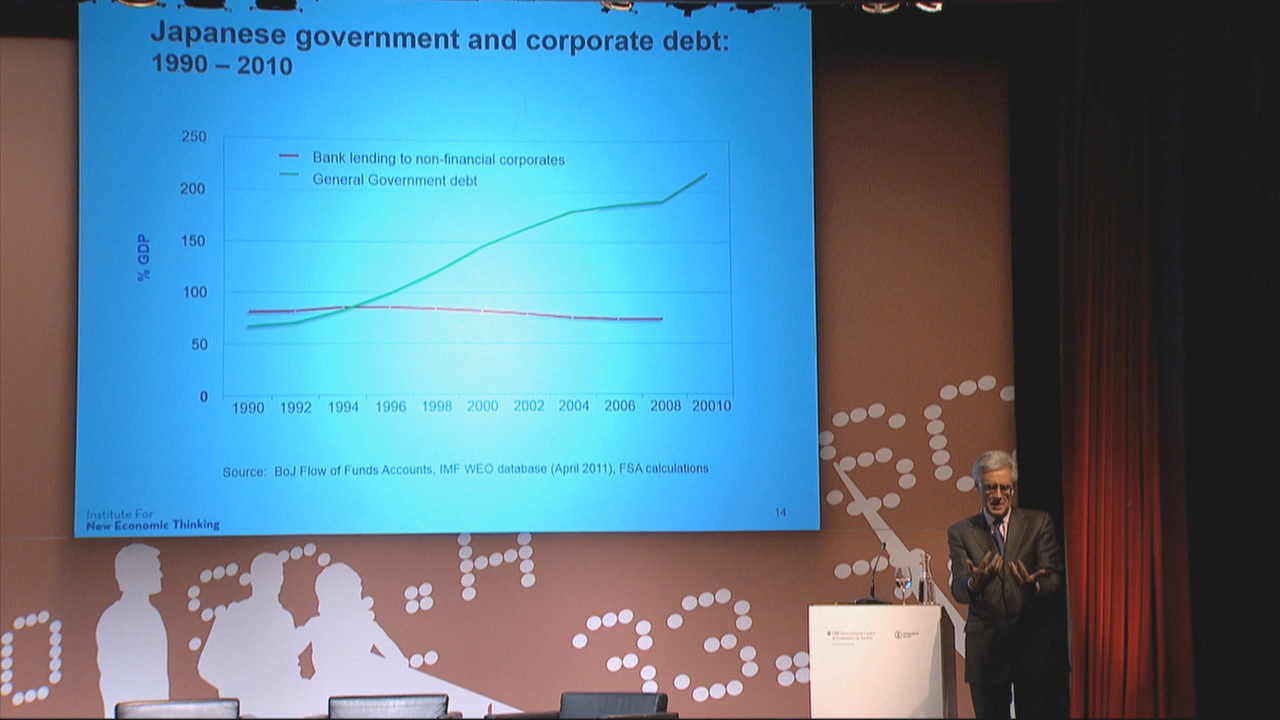 Japanese government and corporate debt:
1990 – 2010
250
Bank lending to non-financial corporates
General Government debt
200
150
% GDP
100
50
0
1990 1992 1994 1996 1998 2000 2002 2004 2006 2008 20010
Source: BoJ Flow of Funds Accounts, IMF WEO database (April 2011), FSA calculations
Institute For
New Economic Thinking
14